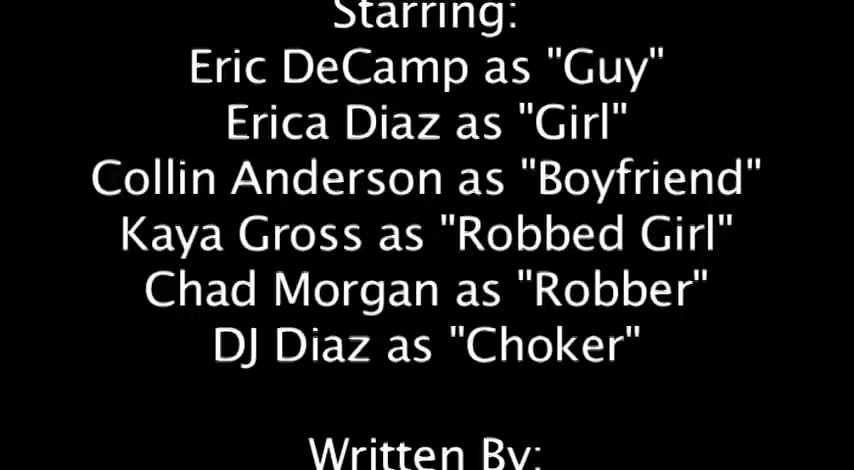 Starring:
Eric DeCamp as "Guy"
Erica Diaz as "Girl"
Collin Anderson as "Boyfriend"
Kaya Gross as "Robbed Girl"
Chad Morgan as "Robber"
DJ Diaz as "Choker"
Written By: